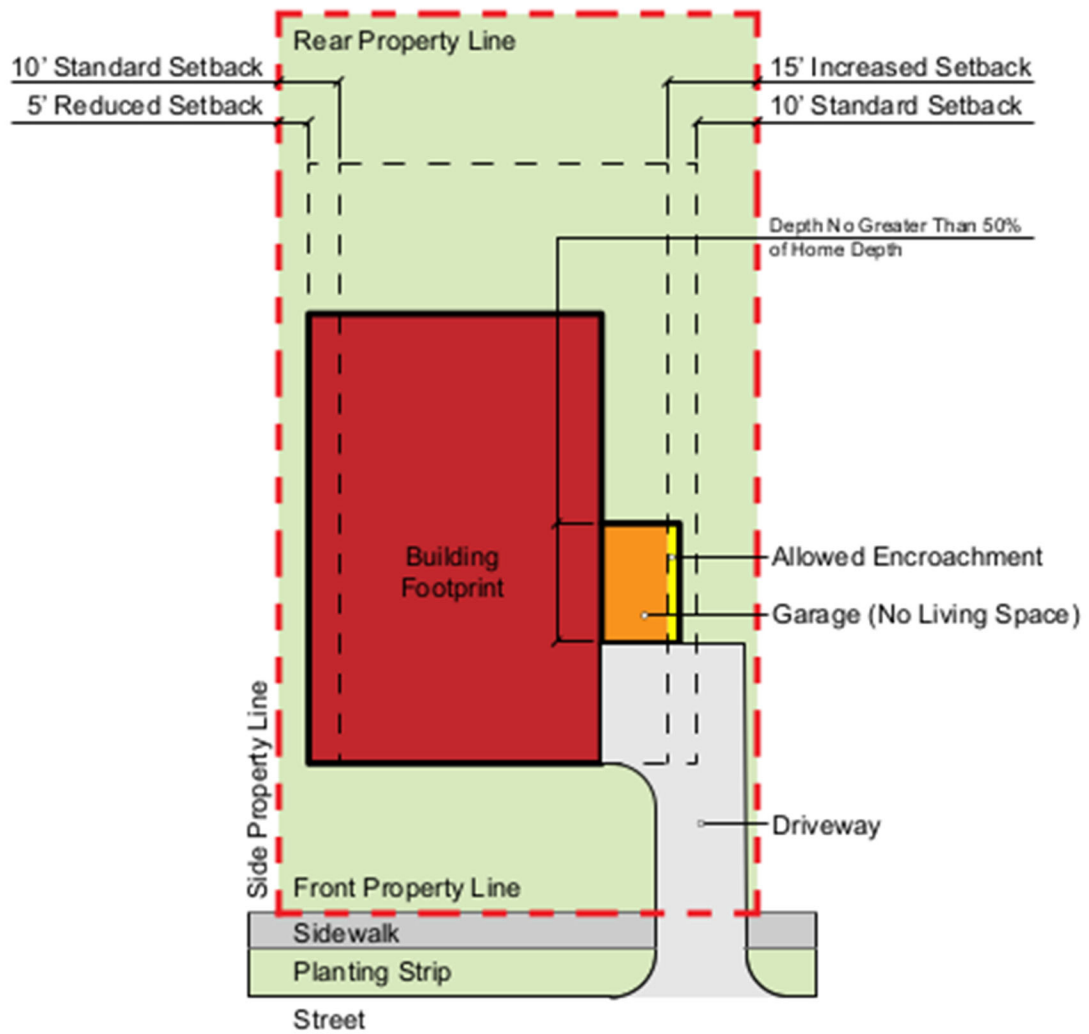 Rear Property Line
10’ Standard Setback
5’ Reduced Setback
15’ Increased Setback
10’ Standard Setback
Depth No Greater Than 50%
of Home Depth
Building
Footprint
Allowed Encroachment
Garage (No Living Space)
Side Property Line
Driveway
Front Property Line
Sidewalk
Planting Strip
Street